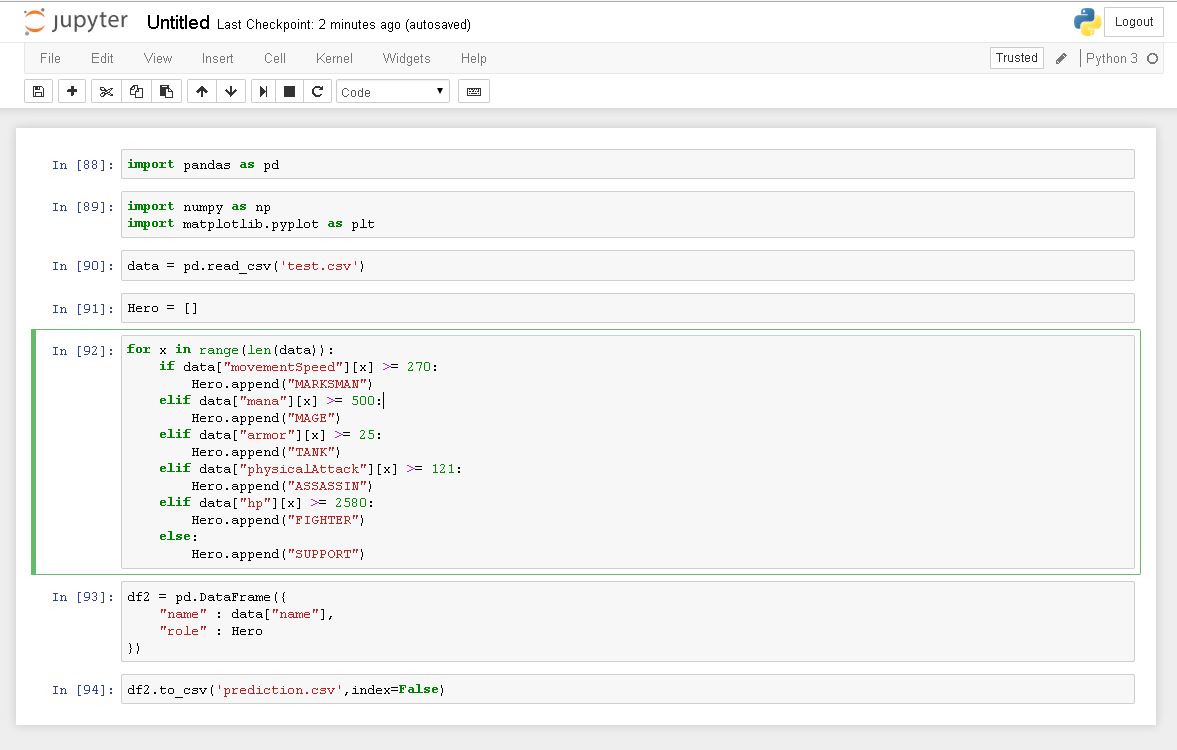 jupyter Untitled Last Checkpoint: 2 minutes ago (autosaved) Logout
File Edit View Insert Cell Kernel Widgets Help Trusted Python 3
Code
In [88]: import pandas as pd
In [89]: import numpy as np
import matplotlib.pyplot as plt
In [90]: data = pd.read_csv('test.csv')
In [91]: Hero = []
In [92]: for x in range(len(data)):
    if data["movementSpeed"][x] >= 270:
        Hero.append("MARKSMAN")
    elif data["mana"][x] >= 500:
        Hero.append("MAGE")
    elif data["armor"][x] >= 25:
        Hero.append("TANK")
    elif data["physicalAttack"][x] >= 121:
        Hero.append("ASSASSIN")
    elif data["hp"][x] >= 2580:
        Hero.append("FIGHTER")
    else:
        Hero.append("SUPPORT")
In [93]: df2 = pd.DataFrame({
    "name" : data["name"],
    "role" : Hero
})
In [94]: df2.to_csv('prediction.csv',index=False)